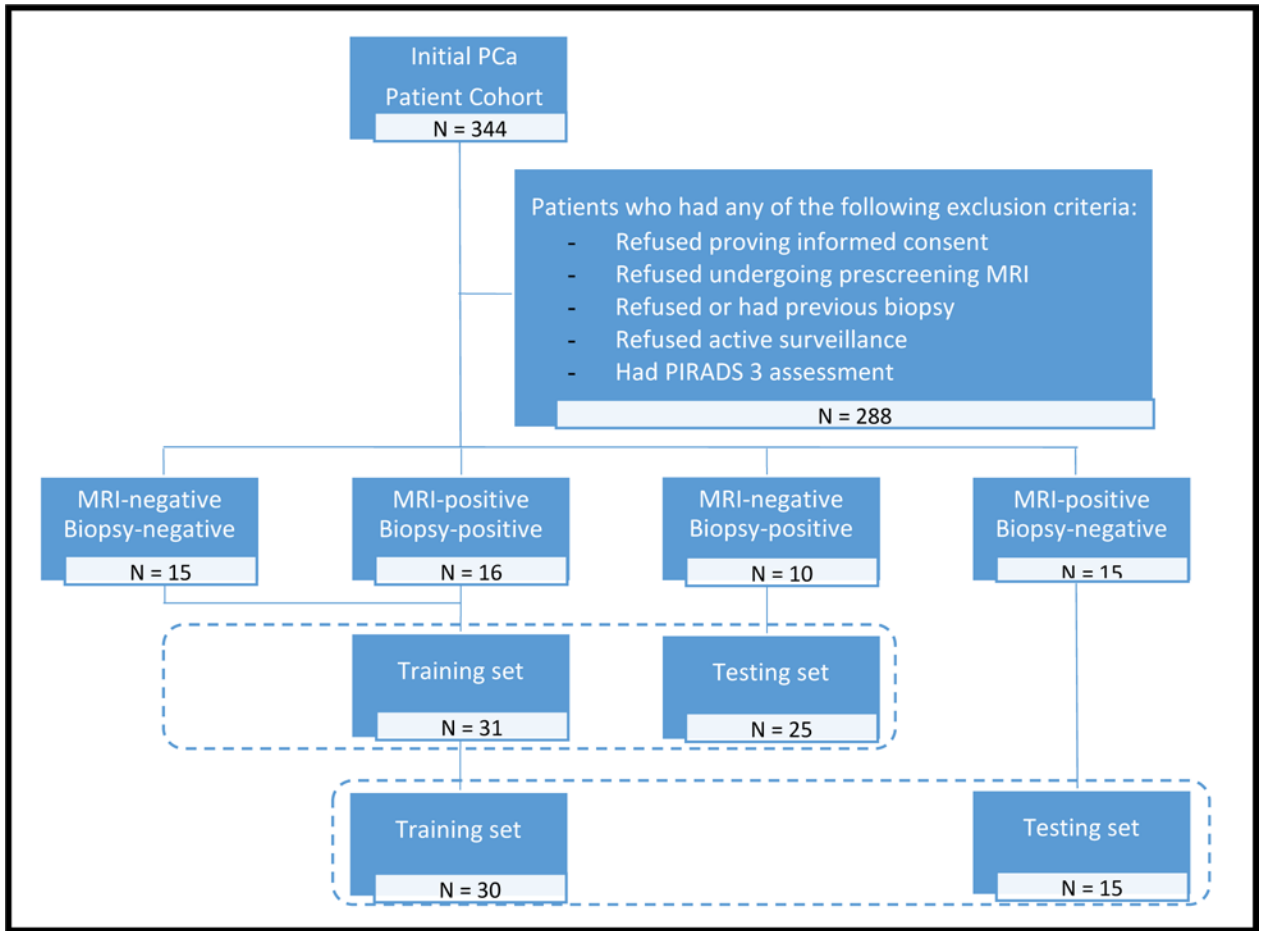 Initial PCa
Patient Cohort
N = 344
Patients who had any of the following exclusion criteria:
- Refused proving informed consent
- Refused undergoing prescreening MRI
- Refused or had previous biopsy
- Refused active surveillance
- Had PIRADS 3 assessment
N = 288
MRI-negative
Biopsy-negative
N = 15
MRI-positive
Biopsy-positive
N = 16
MRI-negative
Biopsy-positive
N = 10
MRI-positive
Biopsy-negative
N = 15
Training set
N = 31
Testing set
N = 25
Training set
N = 30
Testing set
N = 15